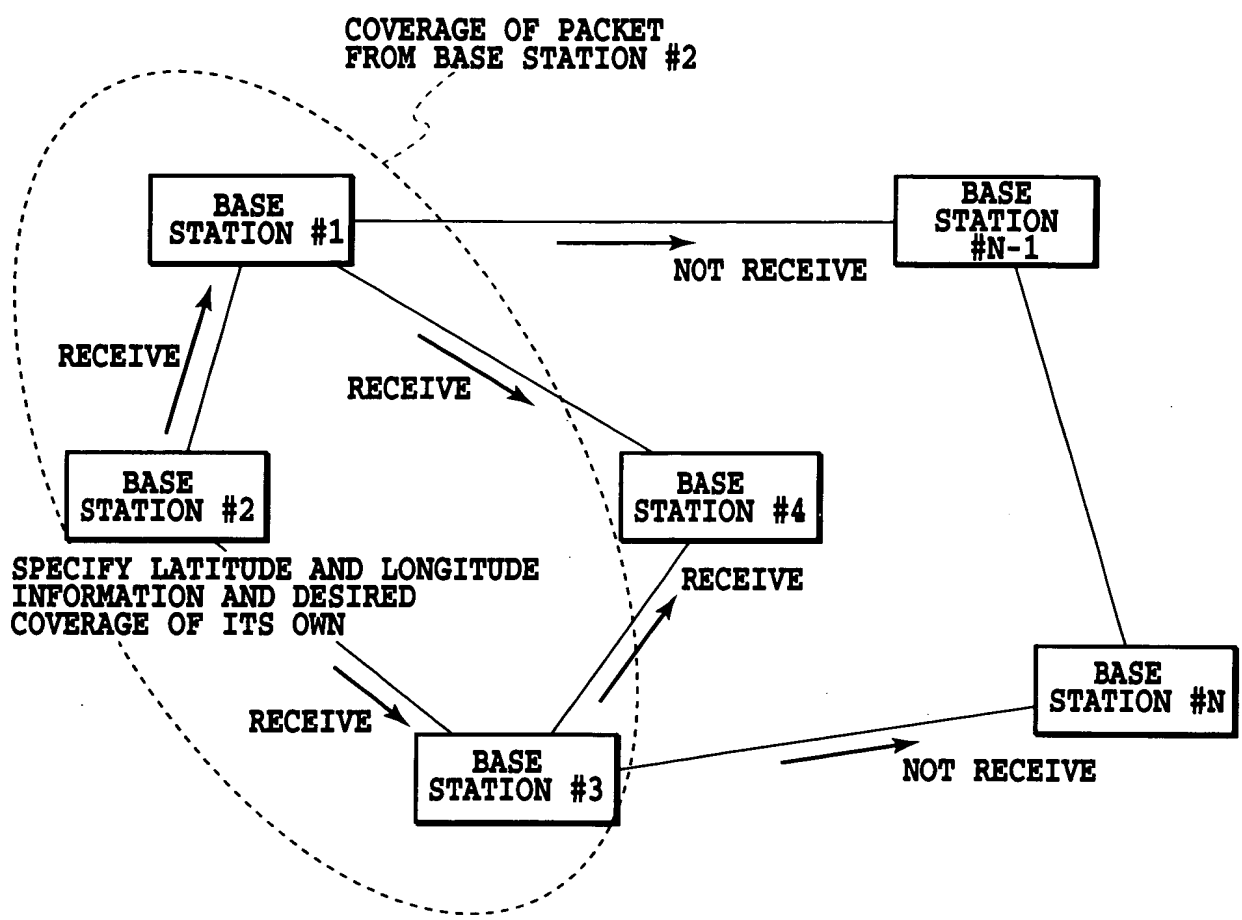 COVERAGE OF PACKET
FROM BASE STATION #2
BASE
STATION #1
BASE
STATION
#N-1
NOT RECEIVE
RECEIVE
RECEIVE
BASE
STATION #2
BASE
STATION #4
SPECIFY LATITUDE AND LONGITUDE
INFORMATION AND DESIRED
COVERAGE OF ITS OWN
RECEIVE
BASE
STATION #N
RECEIVE
BASE
STATION #3
NOT RECEIVE